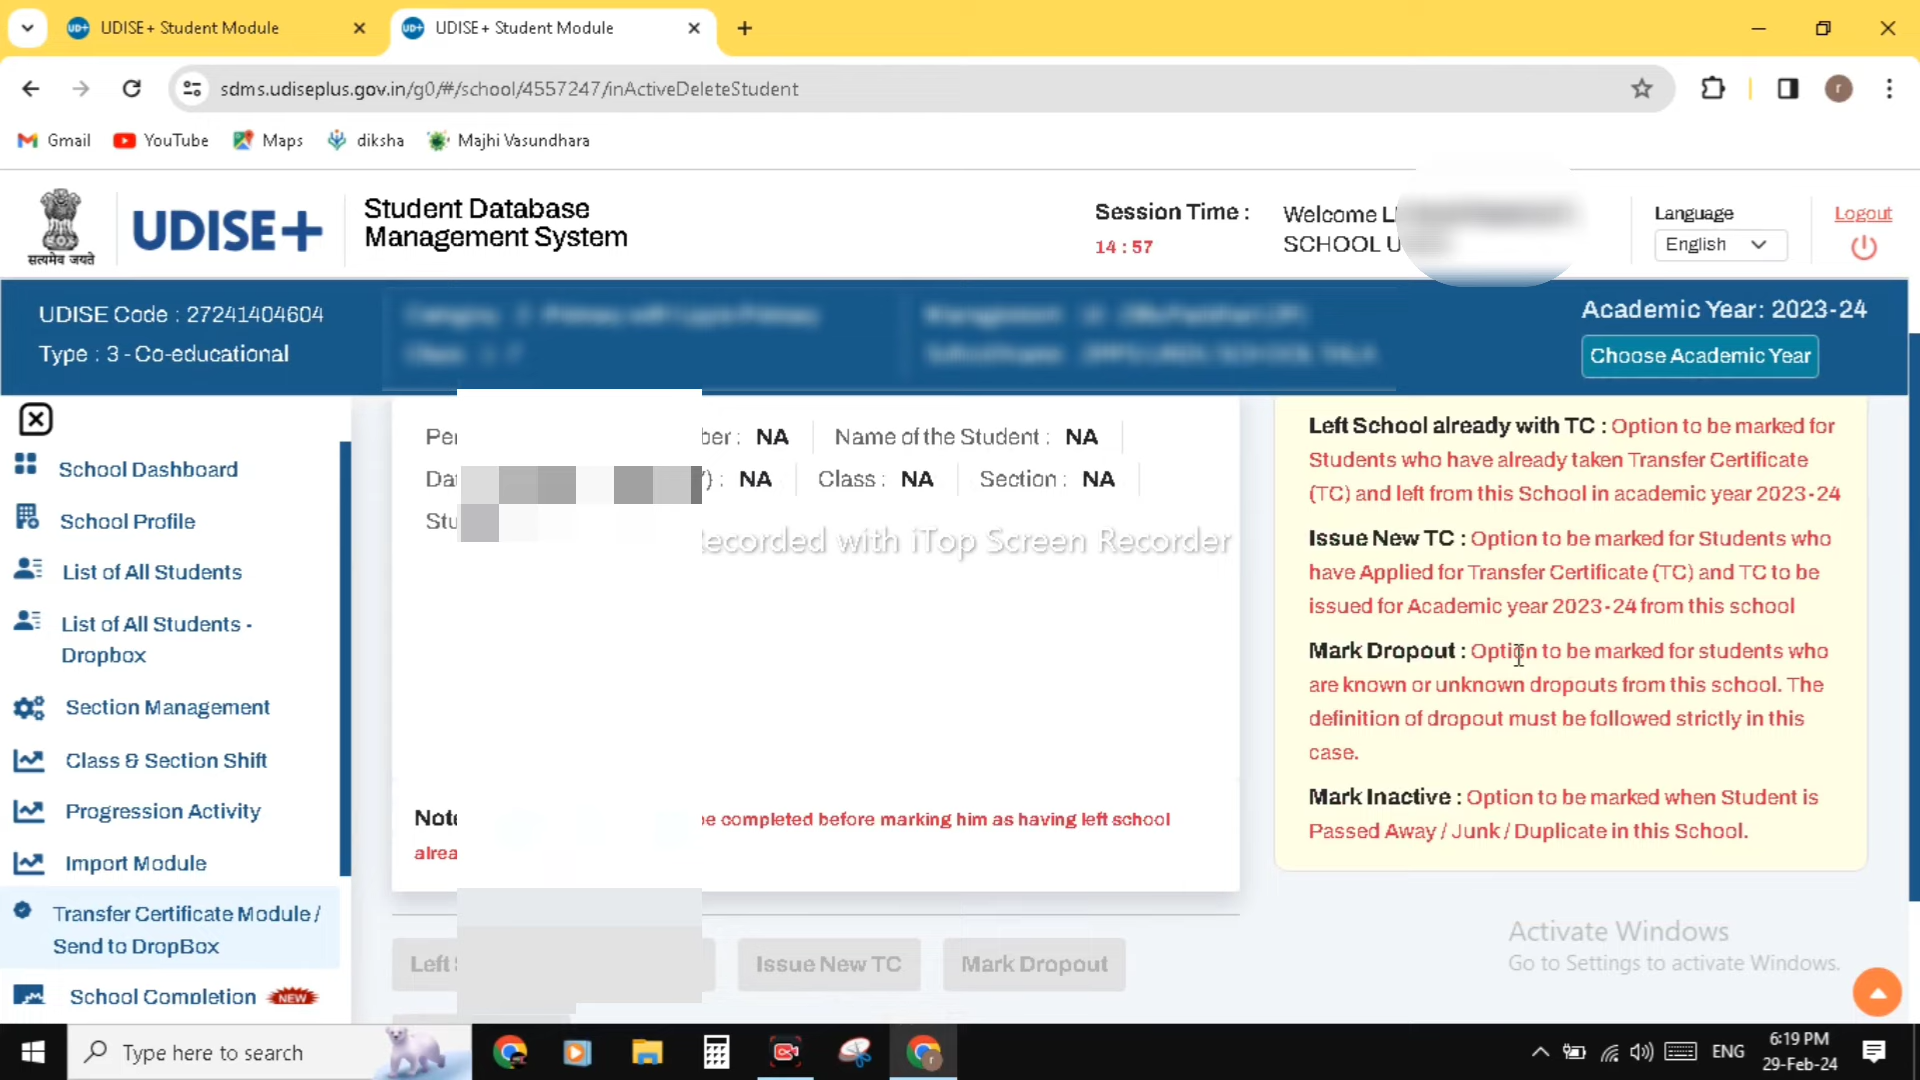 UDISE+ Student Module
UDISE+ Student Module
sdms.udiseplus.gov.in/g0/#/school/4557247/inActiveDeleteStudent
Gmail
YouTube
Maps
diksha
Majhi Vasundhara
सत्यमेव जयते
UDISE+
Student Database
Management System
Session Time :
14 : 57
Welcome
SCHOOL
Language
English
Logout
UDISE Code : 27241404604
Type : 3 - Co-educational
Academic Year: 2023-24
Choose Academic Year
School Dashboard
School Profile
List of All Students
List of All Students -
Dropbox
Section Management
Class & Section Shift
Progression Activity
Import Module
Transfer Certificate Module /
Send to DropBox
School Completion NEW
NA Name of the Student : NA
NA Class : NA Section : NA
Recorded with iTop Screen Recorder
be completed before marking him as having left school
Left
Issue New TC
Mark Dropout
Left School already with TC : Option to be marked for
Students who have already taken Transfer Certificate
(TC) and left from this School in academic year 2023-24
Issue New TC : Option to be marked for Students who
have Applied for Transfer Certificate (TC) and TC to be
issued for Academic year 2023-24 from this school
Mark Dropout : Option to be marked for students who
are known or unknown dropouts from this school. The
definition of dropout must be followed strictly in this
case.
Mark Inactive : Option to be marked when Student is
Passed Away / Junk / Duplicate in this School.
Activate Windows
Go to Settings to activate Windows.
Type here to search
ENG
6:19 PM
29-Feb-24